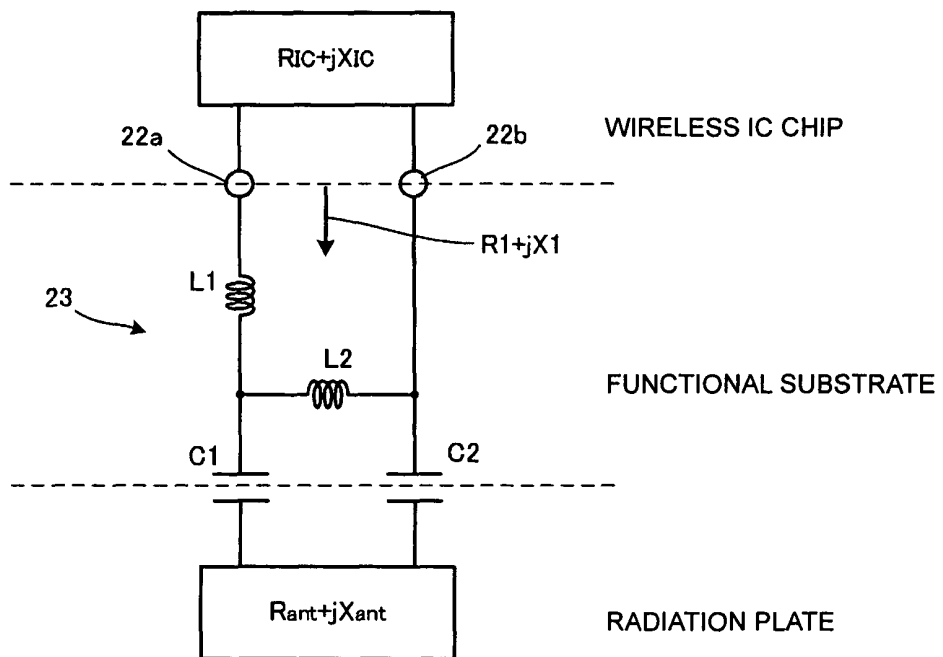 RIC+jXIC
WIRELESS IC CHIP
22a
22b
R1+jX1
L1
23
L2
FUNCTIONAL SUBSTRATE
C1
C2
Rant+jXant
RADIATION PLATE